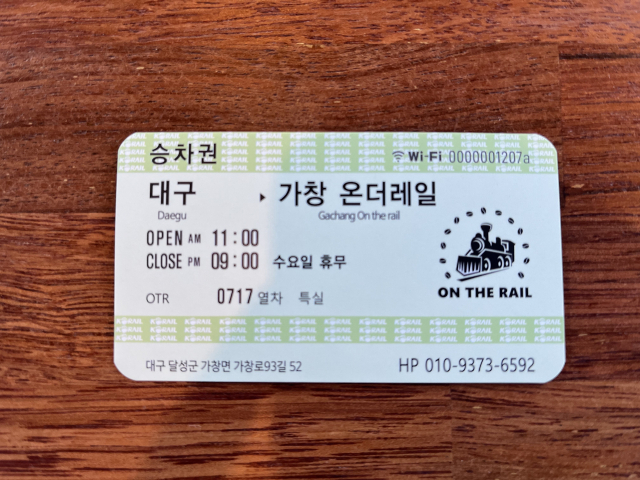 승차권 Wi-Fi 0000001207a
대구 ▸ 가창 온더레일
Daegu Gachang On the rail
OPEN AM 11:00
CLOSE PM 09:00 수요일 휴무
ON THE RAIL
OTR 0717 열차 특실
대구 달성군 가창면 가창로93길 52 HP 010-9373-6592